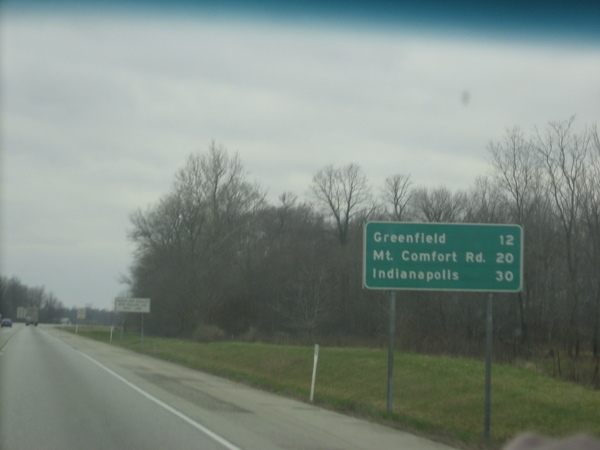 Greenfield 12
Mt. Comfort Rd. 20
Indianapolis 30